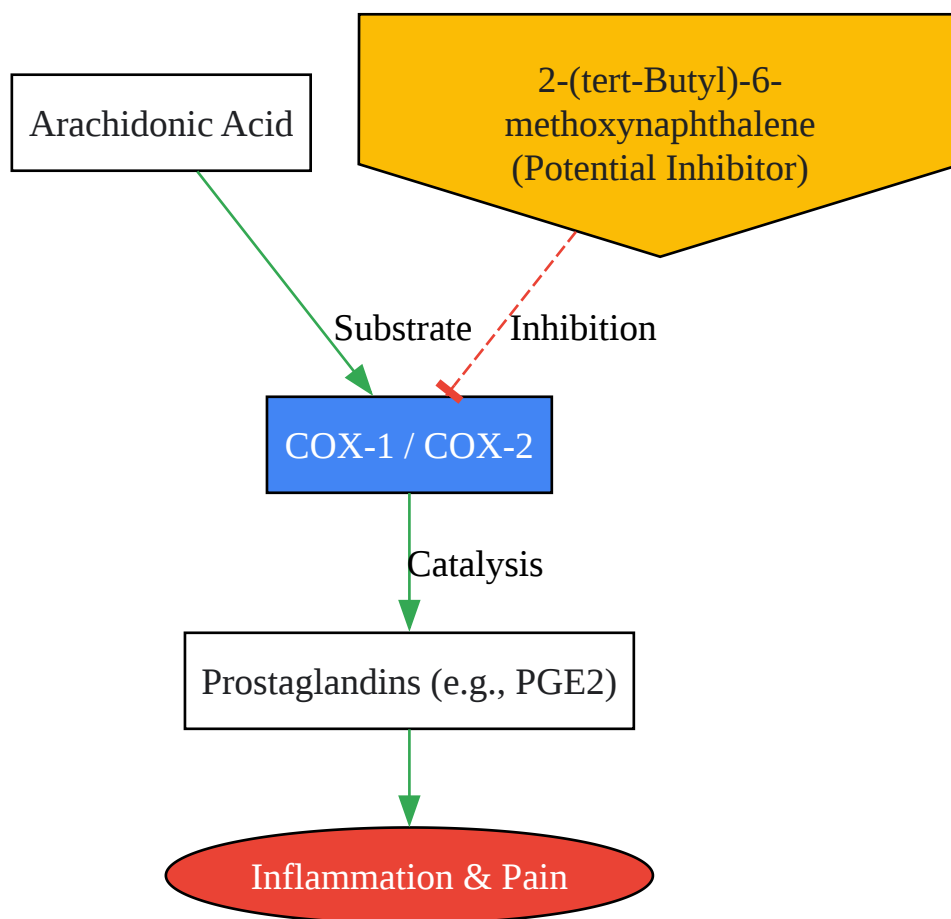 Arachidonic Acid
2-(tert-Butyl)-6-
methoxynaphthalene
(Potential Inhibitor)
Substrate
Inhibition
COX-1 / COX-2
Catalysis
Prostaglandins (e.g., PGE2)
Inflammation & Pain